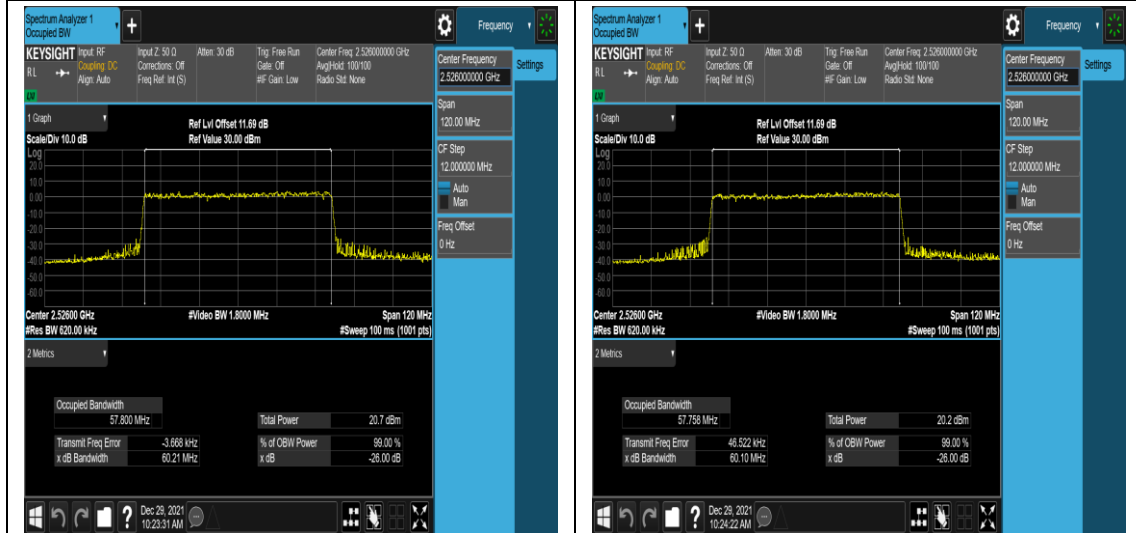 Spectrum Analyzer 1
Occupied BW
Frequency
KEYSIGHT
Input: RF
Coupling: DC
Align: Auto
Input Z: 50 Ω
Corrections: Off
Freq Ref: Int (S)
Atten: 30 dB
Trig: Free Run
Gate: Off
#IF Gain: Low
Center Freq: 2.526000000 GHz
Avg|Hold: 100/100
Radio Std: None
R L
Center Frequency
2.526000000 GHz
Settings
Span
120.00 MHz
CF Step
12.000000 MHz
Auto
Man
Freq Offset
0 Hz
1 Graph
Ref Lvl Offset 11.69 dB
Scale/Div 10.0 dB
Ref Value 30.00 dBm
Log
20.0
10.0
0.00
-10.0
-20.0
-30.0
-40.0
-50.0
-60.0
Center 2.52600 GHz
#Video BW 1.8000 MHz
Span 120 MHz
#Res BW 620.00 kHz
#Sweep 100 ms (1001 pts)
2 Metrics
Occupied Bandwidth
57.800 MHz
Total Power 20.7 dBm
Transmit Freq Error -3.668 kHz
% of OBW Power 99.00 %
x dB Bandwidth 60.21 MHz
x dB -26.00 dB
Dec 29, 2021
10:23:31 AM
Spectrum Analyzer 1
Occupied BW
Frequency
KEYSIGHT
Input: RF
Coupling: DC
Align: Auto
Input Z: 50 Ω
Corrections: Off
Freq Ref: Int (S)
Atten: 30 dB
Trig: Free Run
Gate: Off
#IF Gain: Low
Center Freq: 2.526000000 GHz
Avg|Hold: 100/100
Radio Std: None
R L
Center Frequency
2.526000000 GHz
Settings
Span
120.00 MHz
CF Step
12.000000 MHz
Auto
Man
Freq Offset
0 Hz
1 Graph
Ref Lvl Offset 11.69 dB
Scale/Div 10.0 dB
Ref Value 30.00 dBm
Log
20.0
10.0
0.00
-10.0
-20.0
-30.0
-40.0
-50.0
-60.0
Center 2.52600 GHz
#Video BW 1.8000 MHz
Span 120 MHz
#Res BW 620.00 kHz
#Sweep 100 ms (1001 pts)
2 Metrics
Occupied Bandwidth
57.758 MHz
Total Power 20.2 dBm
Transmit Freq Error 46.522 kHz
% of OBW Power 99.00 %
x dB Bandwidth 60.10 MHz
x dB -26.00 dB
Dec 29, 2021
10:24:22 AM